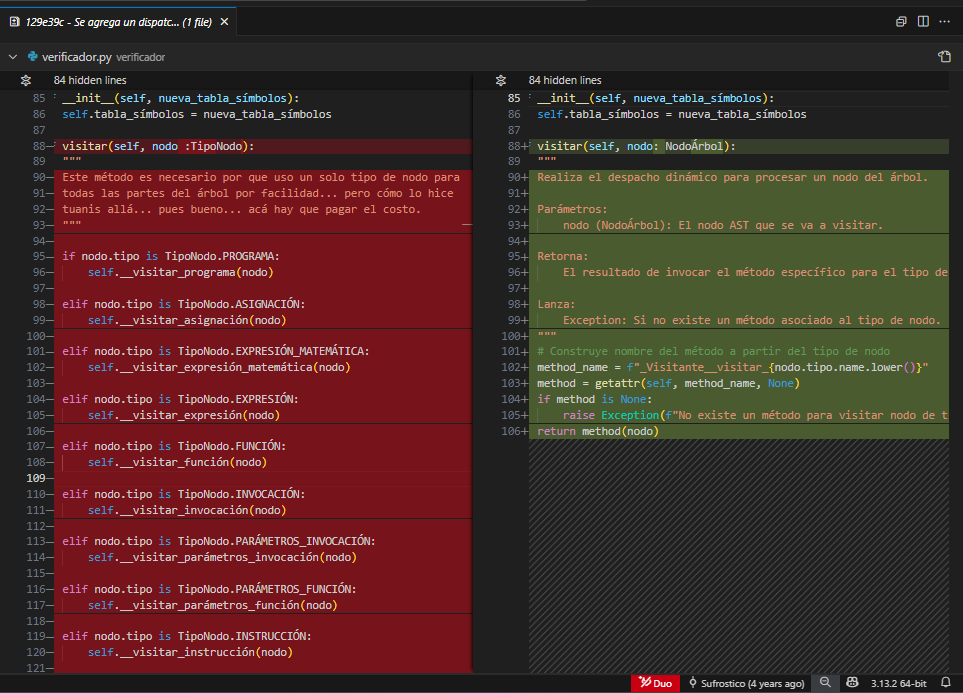 129e39c - Se agrega un dispatc... (1 file)
verificador.py verificador
84 hidden lines
85 __init__(self, nueva_tabla_símbolos):
86 self.tabla_símbolos = nueva_tabla_símbolos
87
88— visitar(self, nodo :TipoNodo):
89 """
90— Este método es necesario por que uso un solo tipo de nodo para
91— todas las partes del árbol por facilidad... pero cómo lo hice
92— tuanis allá... pues bueno... acá hay que pagar el costo.
93— """
94—
95— if nodo.tipo is TipoNodo.PROGRAMA:
96— self.__visitar_programa(nodo)
97—
98— elif nodo.tipo is TipoNodo.ASIGNACIÓN:
99— self.__visitar_asignación(nodo)
100—
101— elif nodo.tipo is TipoNodo.EXPRESIÓN_MATEMÁTICA:
102— self.__visitar_expresión_matemática(nodo)
103—
104— elif nodo.tipo is TipoNodo.EXPRESIÓN:
105— self.__visitar_expresión(nodo)
106—
107— elif nodo.tipo is TipoNodo.FUNCIÓN:
108— self.__visitar_función(nodo)
109
110— elif nodo.tipo is TipoNodo.INVOCACIÓN:
111— self.__visitar_invocación(nodo)
112—
113— elif nodo.tipo is TipoNodo.PARÁMETROS_INVOCACIÓN:
114— self.__visitar_parámetros_invocación(nodo)
115—
116— elif nodo.tipo is TipoNodo.PARÁMETROS_FUNCIÓN:
117— self.__visitar_parámetros_función(nodo)
118—
119— elif nodo.tipo is TipoNodo.INSTRUCCIÓN:
120— self.__visitar_instrucción(nodo)
121—
84 hidden lines
85 __init__(self, nueva_tabla_símbolos):
86 self.tabla_símbolos = nueva_tabla_símbolos
87
88+ visitar(self, nodo: NodoÁrbol):
89 """
90+ Realiza el despacho dinámico para procesar un nodo del árbol.
91+
92+ Parámetros:
93+ nodo (NodoÁrbol): El nodo AST que se va a visitar.
94+
95+ Retorna:
96+ El resultado de invocar el método específico para el tipo de
97+
98+ Lanza:
99+ Exception: Si no existe un método asociado al tipo de nodo.
100+ """
101+ # Construye nombre del método a partir del tipo de nodo
102+ method_name = f"_Visitante__visitar_{nodo.tipo.name.lower()}"
103+ method = getattr(self, method_name, None)
104+ if method is None:
105+ raise Exception(f"No existe un método para visitar nodo de t
106+ return method(nodo)
Duo Sufrostico (4 years ago) 3.13.2 64-bit